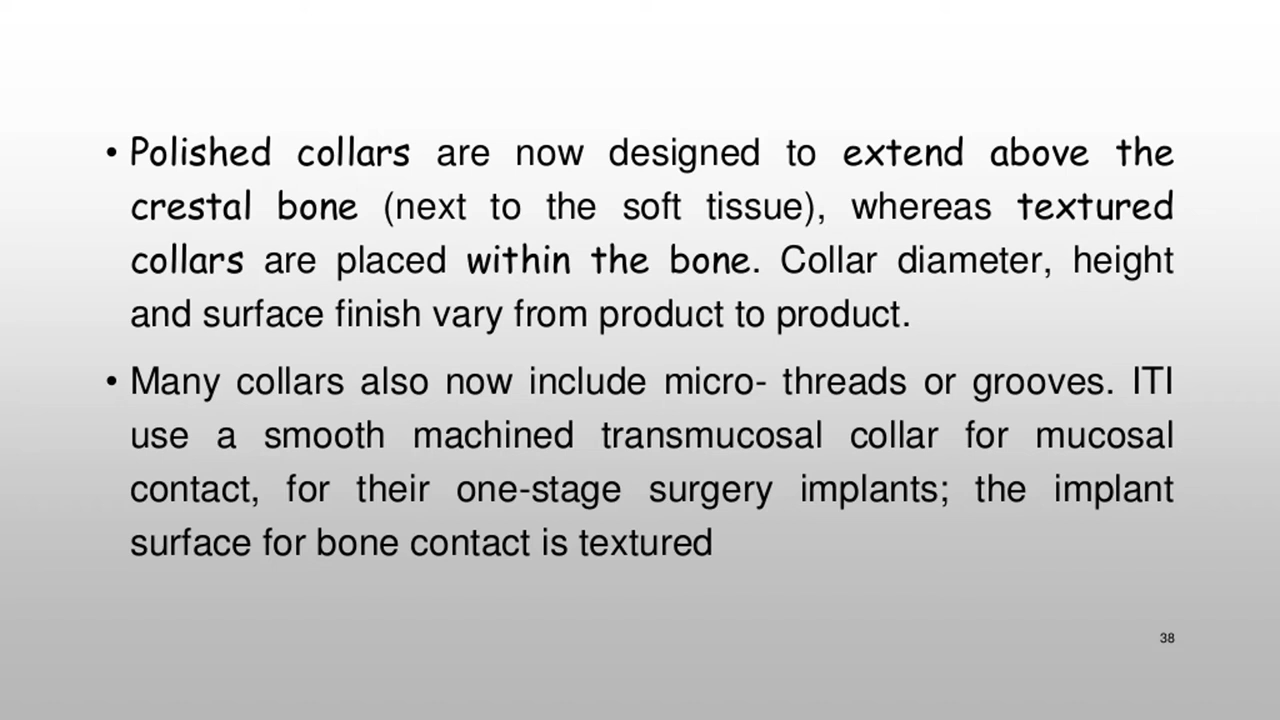 • Polished collars are now designed to extend above the
crestal bone (next to the soft tissue), whereas textured
collars are placed within the bone. Collar diameter, height
and surface finish vary from product to product.
• Many collars also now include micro- threads or grooves. ITI
use a smooth machined transmucosal collar for mucosal
contact, for their one-stage surgery implants; the implant
surface for bone contact is textured
38